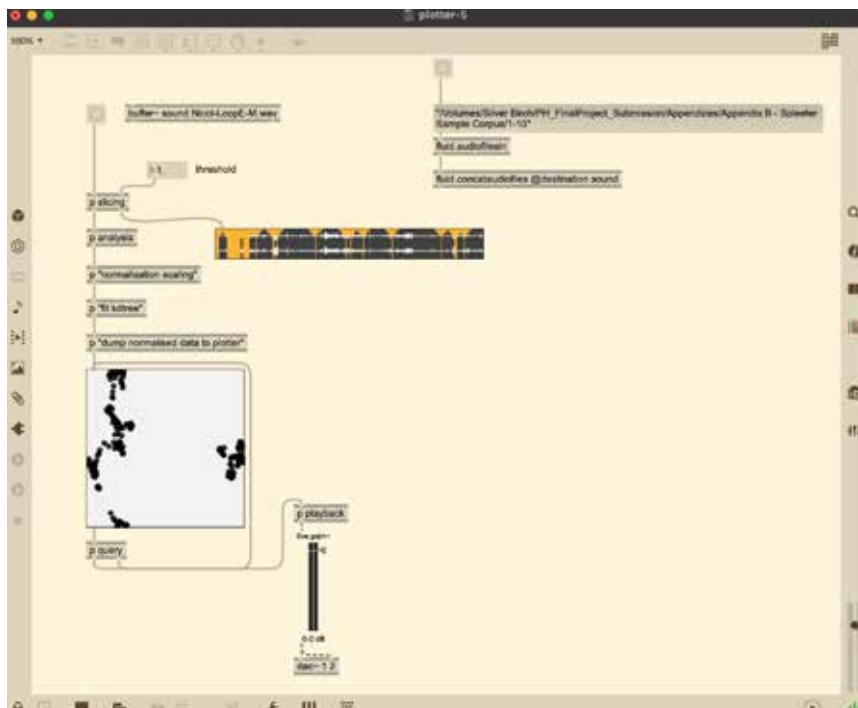 plotter-5
100%
buffer~ sound Nicol-LoopE-M.wav
"/Volumes/Silver Birch/PH_FinalProject_Submission/Appendices/Appendix B - Spleeter
Sample Corpus/1-10"
fluid.audiofilesin
fluid.concataudiofiles @destination sound
1.
threshold
p slicing
p analysis
p "normalisation scaling"
p "fit kdtree"
p "dump normalised data to plotter"
p playback
p query
0.0 dB
dac~ 1 2